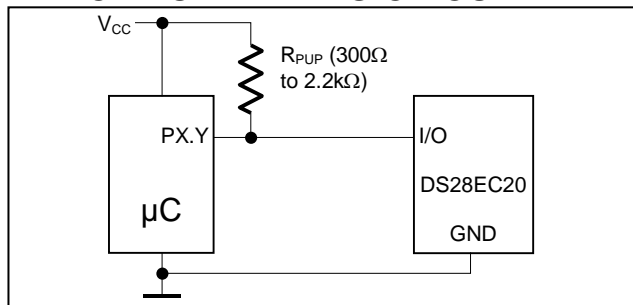 VCC
RPUP (300Ω
to 2.2kΩ)
PX.Y
I/O
µC
DS28EC20
GND